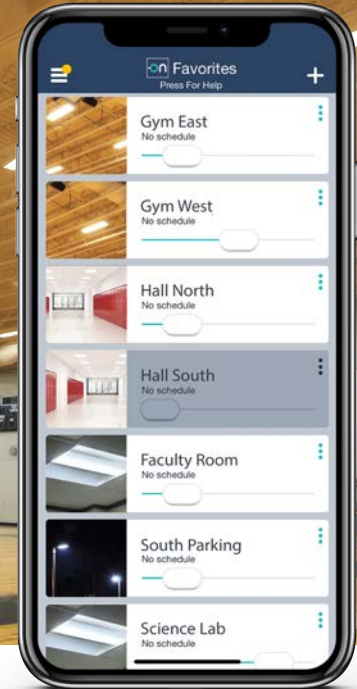 on Favorites
Press For Help
Gym East
No schedule
Gym West
No schedule
Hall North
No schedule
Hall South
No schedule
Faculty Room
No schedule
South Parking
No schedule
Science Lab
No schedule